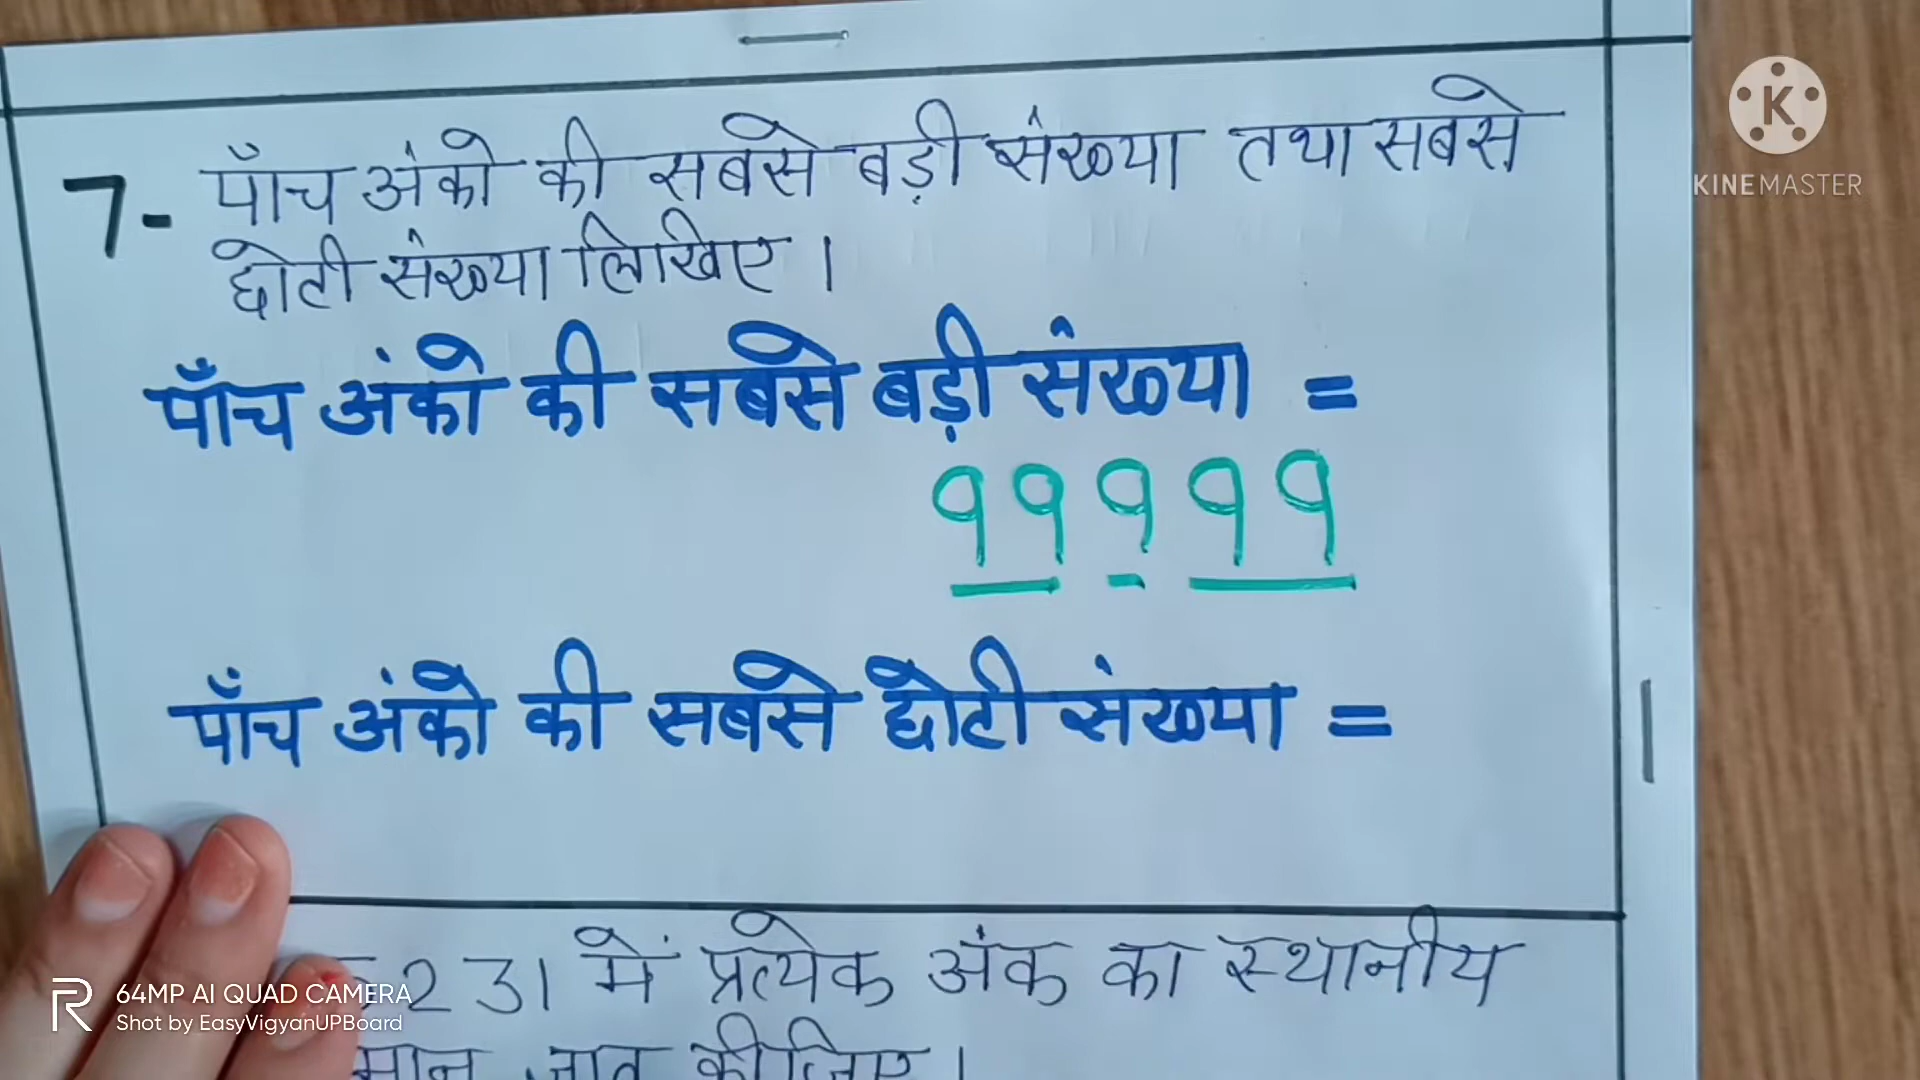 7- पाँच अंको की सबसे बड़ी संख्या तथा सबसे
छोटी संख्या लिखिए।
पाँच अंको की सबसे बड़ी संख्या =
99999
पाँच अंको की सबसे छोटी संख्या =
231 में प्रत्येक अंक का स्थानीय
मान ज्ञात कीजिए।
KINEMASTER
64MP AI QUAD CAMERA
Shot by EasyVigyanUPBoard